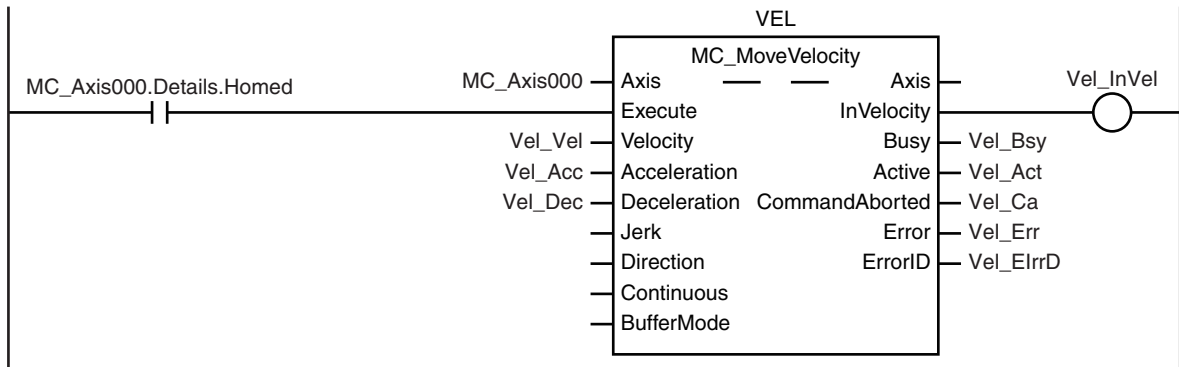 VEL
MC_MoveVelocity
MC_Axis000.Details.Homed
MC_Axis000 Axis Axis Vel_InVel
Execute InVelocity
Vel_Vel Velocity Busy Vel_Bsy
Vel_Acc Acceleration Active Vel_Act
Vel_Dec Deceleration CommandAborted Vel_Ca
Jerk Error Vel_Err
Direction ErrorID Vel_EIrrD
Continuous
BufferMode